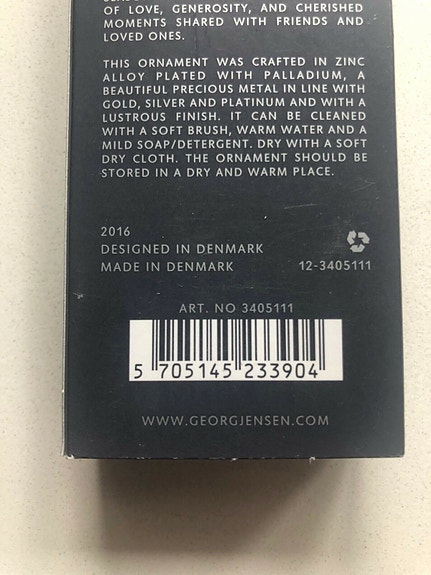 OF LOVE, GENEROSITY, AND CHERISHED
MOMENTS SHARED WITH FRIENDS AND
LOVED ONES.
THIS ORNAMENT WAS CRAFTED IN ZINC
ALLOY PLATED WITH PALLADIUM, A
BEAUTIFUL PRECIOUS METAL IN LINE WITH
GOLD, SILVER AND PLATINUM AND WITH A
LUSTROUS FINISH. IT CAN BE CLEANED
WITH A SOFT BRUSH, WARM WATER AND A
MILD SOAP/DETERGENT. DRY WITH A SOFT
DRY CLOTH. THE ORNAMENT SHOULD BE
STORED IN A DRY AND WARM PLACE.
2016
DESIGNED IN DENMARK
MADE IN DENMARK 12-3405111
ART. NO 3405111
5 705145 233904
WWW.GEORGJENSEN.COM